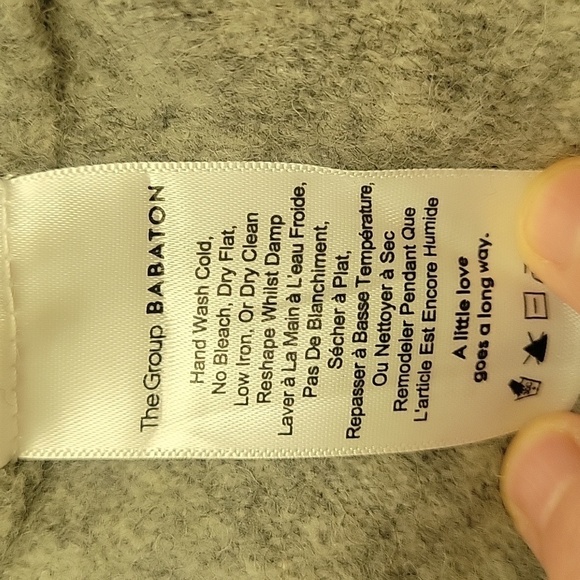 The Group BABATON
Hand Wash Cold,
No Bleach, Dry Flat,
Low Iron, Or Dry Clean
Reshape Whilst Damp
Laver à La Main à L'eau Froide,
Pas De Blanchiment,
Sécher à Plat,
Repasser à Basse Température,
Ou Nettoyer à Sec
Remodeler Pendant Que
L'article Est Encore Humide
A little love
goes a long way.